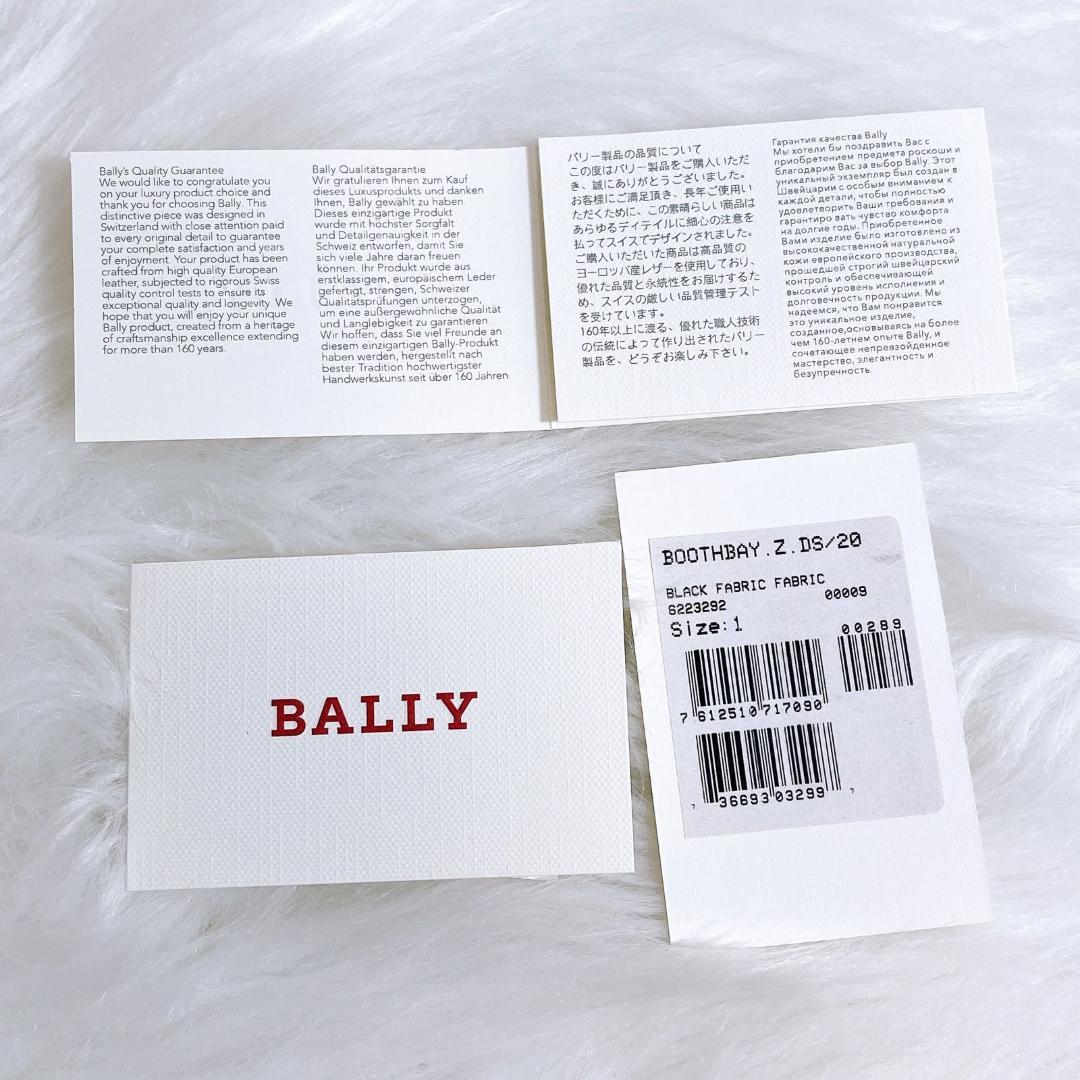 Bally's Quality Guarantee
We would like to congratulate you
on your luxury product choice and
thank you for choosing Bally. This
distinctive piece was designed in
Switzerland with close attention paid
to every original detail to guarantee
your complete satisfaction and years
of enjoyment. Your product has been
crafted from high quality European
leather, subjected to rigorous Swiss
quality control tests to ensure its
exceptional quality and longevity. We
hope that you will enjoy your unique
Bally product, created from a heritage
of craftsmanship excellence extending
for more than 160 years.
Bally Qualitätsgarantie
Wir gratulieren Ihnen zum Kauf
dieses Luxusprodukts und danken
Ihnen, Bally gewählt zu haben.
Dieses einzigartige Produkt
wurde mit höchster Sorgfalt
und Detailgenauigkeit in der
Schweiz entworfen, damit Sie
sich viele Jahre daran freuen
können. Ihr Produkt wurde aus
erstklassigem, europäischem Leder
gefertigt, strengen, Schweizer
Qualitätsprüfungen unterzogen,
um eine außergewöhnliche Qualität
und Langlebigkeit zu garantieren
Wir hoffen, dass Sie viel Freunde an
diesem einzigartigen Bally-Produkt
haben werden, hergestellt nach
bester Tradition hochwertigster
Handwerkskunst seit über 160 Jahren.
バリー製品の品質について
この度はバリー製品をご購入いただ
き、誠にありがとうございました。
お客様にご満足頂き、長年ご使用い
ただくために、この素晴らしい商品は
あらゆるディテイルに細心の注意を
払ってスイスでデザインされました。
ご購入いただいた商品は高品質の
ヨーロッパ産レザーを使用しており、
優れた品質と永続性をお届けするた
め、スイスの厳しい品質管理テスト
を受けています。
160年以上に渡る、優れた職人技術
の伝統によって作り出されたバリー
製品を、どうぞお楽しみ下さい。
Гарантия качества Bally
Мы хотели бы поздравить Вас с
приобретением предмета роскоши и
благодарим Вас за выбор Bally. Этот
уникальный экземпляр был создан в
Швейцарии с особым вниманием к
каждой детали, чтобы полностью
удовлетворить Ваши требования и
гарантиро вать чувство комфорта
на долгие годы. Приобретенное
Вами изделие было изготовлено из
высококачественной натуральной
кожи европейского производства,
прошедшей строгий швейцарский
контроль и обеспечивающей
высокий уровень исполнения и
долговечность продукции. Мы
надеемся, что Вам понравится
это уникальное изделие,
созданное,основываясь на более
чем 160-летнем опыте Bally, и
сочетающее непревзойденное
мастерство, элегантность и
безупречность.
BALLY
BOOTHBAY.Z.DS/20
BLACK FABRIC FABRIC
6223292 00009
Size:1
00289
7 612510 717090
7 36693 03299 7